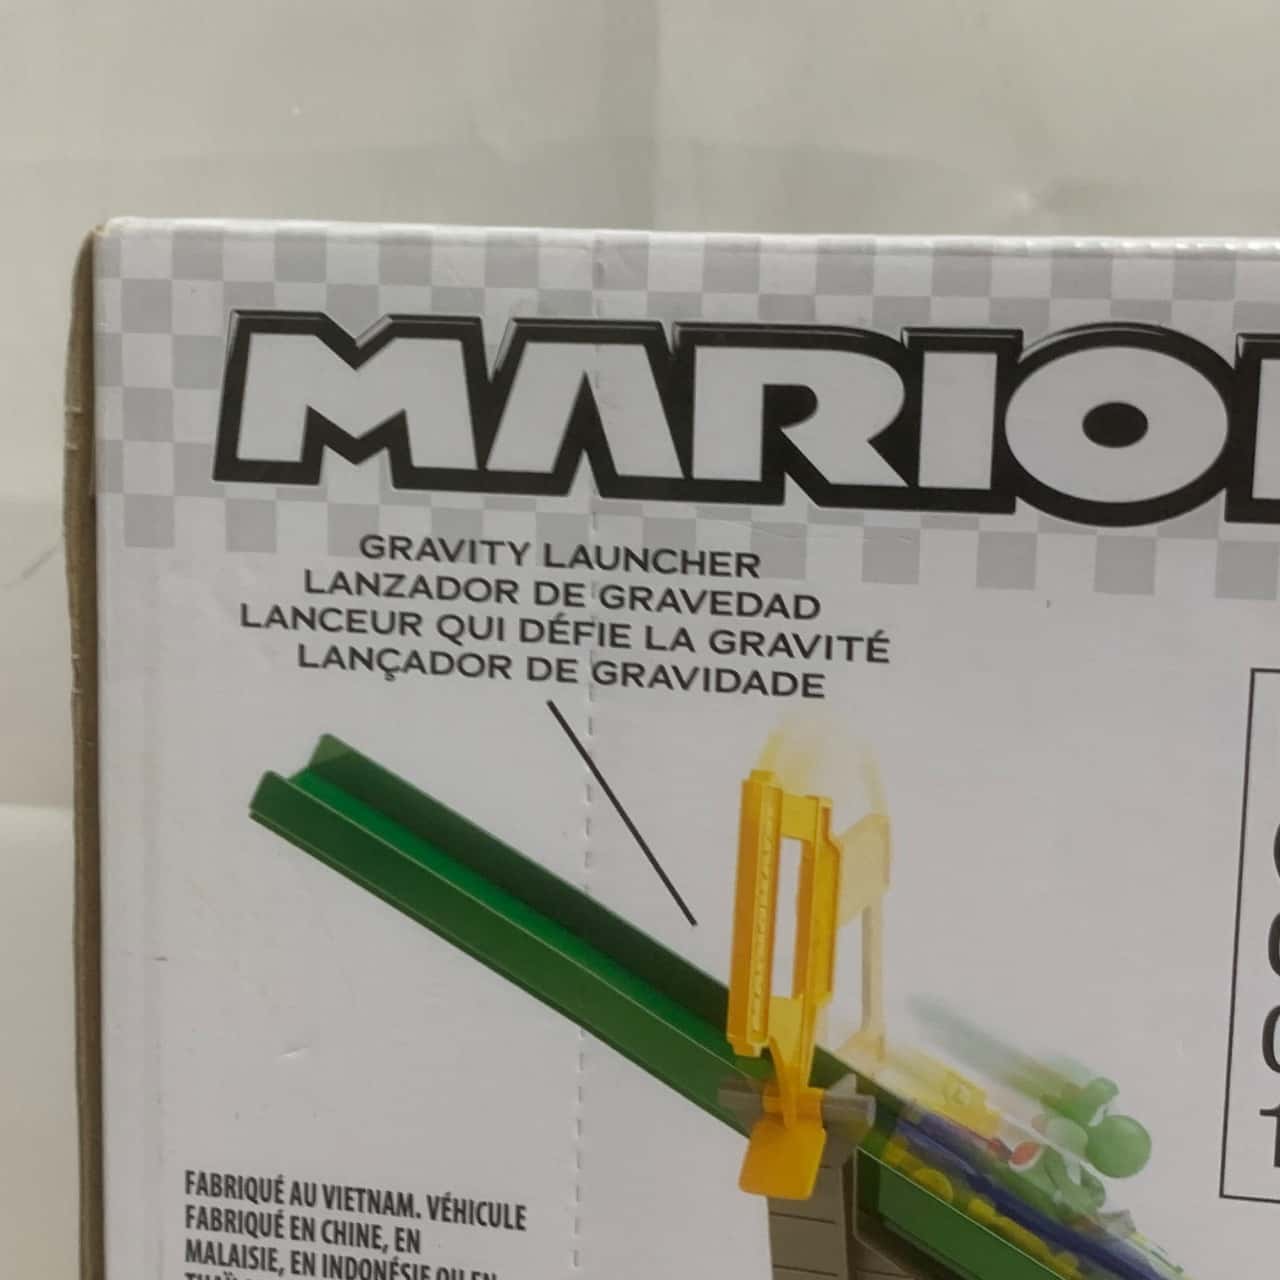 MARIO
GRAVITY LAUNCHER
LANZADOR DE GRAVEDAD
LANCEUR QUI DÉFIE LA GRAVITÉ
LANÇADOR DE GRAVIDADE
FABRIQUÉ AU VIETNAM. VÉHICULE
FABRIQUÉ EN CHINE, EN
MALAISIE, EN INDONÉSIE OU EN